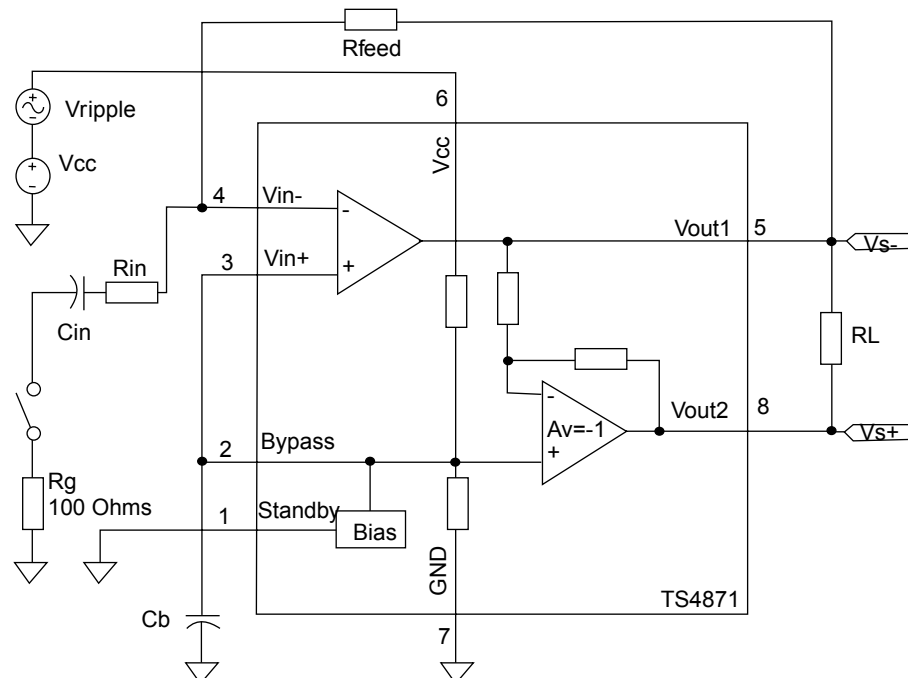 Rfeed
6
Vripple
Vcc
Vcc
4
Vin-
-
Vout1
5
Vs-
3
Vin+
+
Rin
Cin
RL
-
Vout2
8
Av=-1
Vs+
+
2
Bypass
Rg
100 Ohms
1
Standby
Bias
GND
TS4871
Cb
7